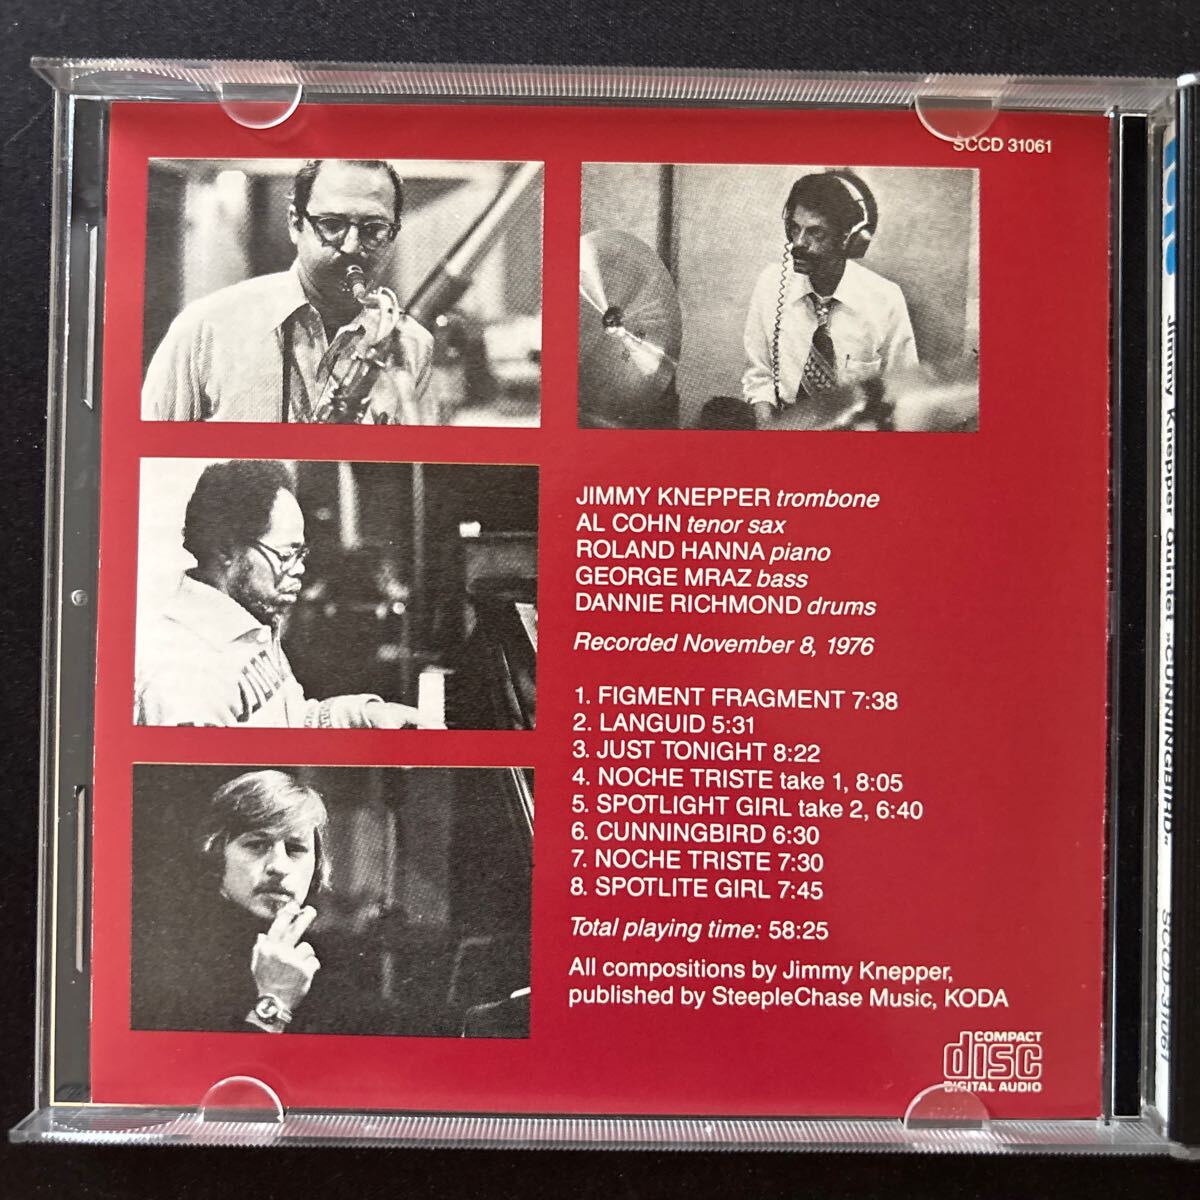 SCCD 31061
JIMMY KNEPPER trombone
AL COHN tenor sax
ROLAND HANNA piano
GEORGE MRAZ bass
DANNIE RICHMOND drums
Recorded November 8, 1976
1. FIGMENT FRAGMENT 7:38
2. LANGUID 5:31
3. JUST TONIGHT 8:22
4. NOCHE TRISTE take 1, 8:05
5. SPOTLIGHT GIRL take 2, 6:40
6. CUNNINGBIRD 6:30
7. NOCHE TRISTE 7:30
8. SPOTLITE GIRL 7:45
Total playing time: 58:25
All compositions by Jimmy Knepper,
published by SteepleChase Music, KODA
COMPACT
disc
DIGITAL AUDIO
Jimmy Knepper Quintet »CUNNINGBIRD« SCCD-31061